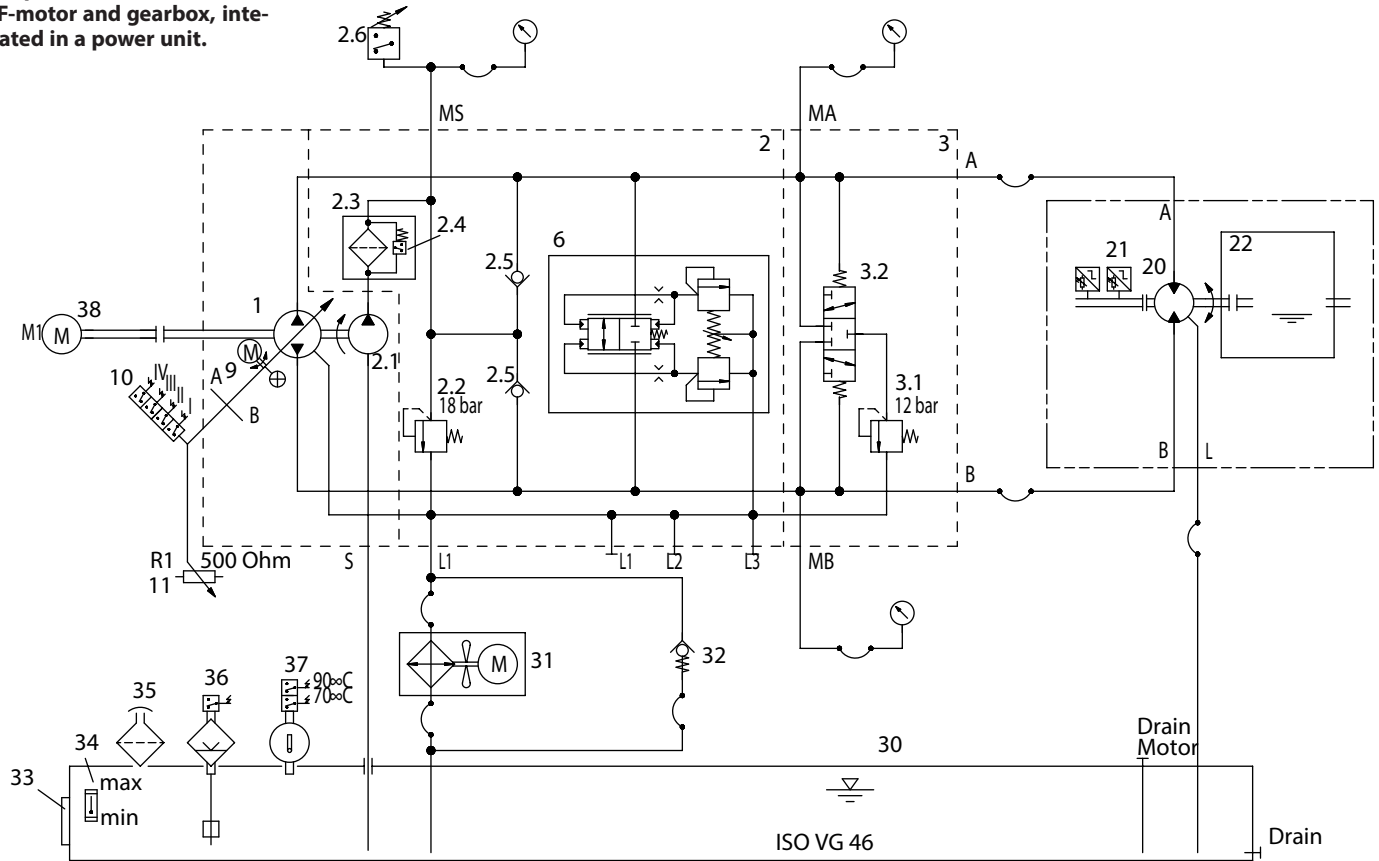 F-motor and gearbox, inte-
ated in a power unit.
2.6
MS
MA
2
3
A
2.3
2.4
6
2.5
3.2
A
21
20
22
38
1
M1
M
2.1
M
9
A
B
10
IV
III
II
I
2.5
2.2
18 bar
3.1
12 bar
B
B
L
R1
500 Ohm
11
S
L1
L1
L2
L3
MB
M
31
32
35
36
37
90∞C
70∞C
34
33
max
min
30
Drain
Motor
ISO VG 46
Drain